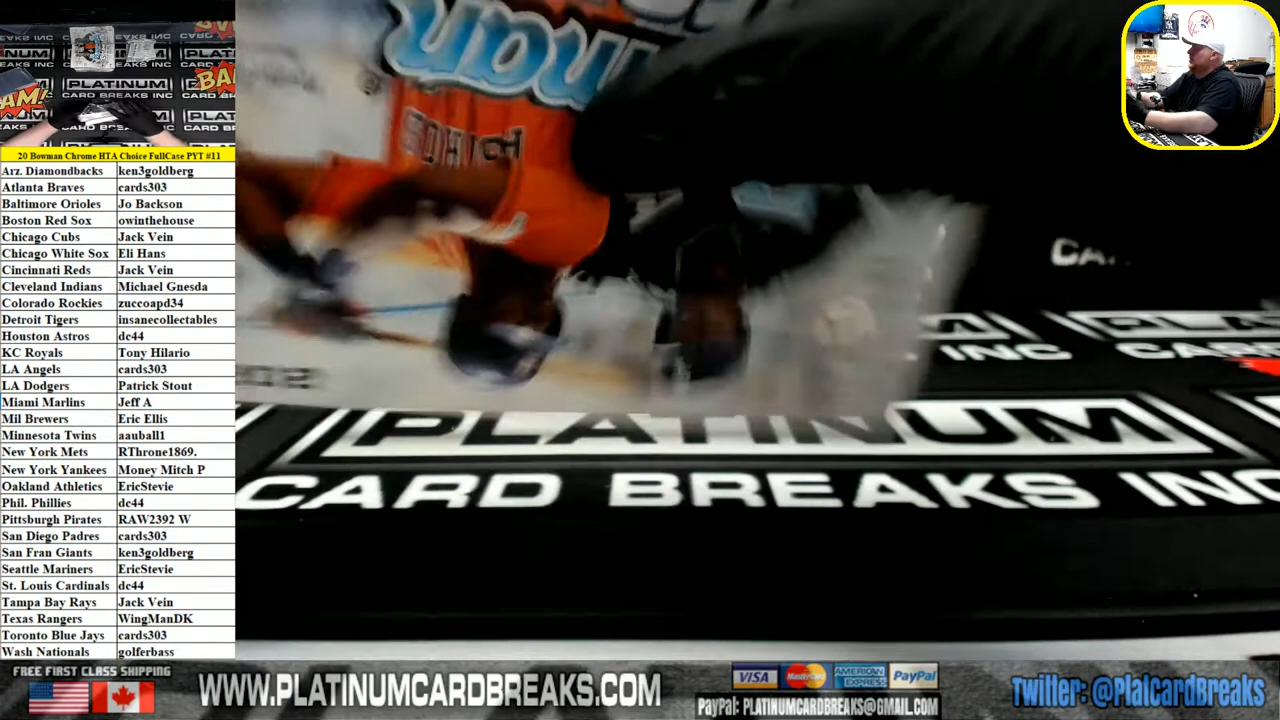 20 Bowman Chrome HTA Choice FullCase PYT #11
Arz. Diamondbacks ken3goldberg
Atlanta Braves cards303
Baltimore Orioles Jo Backson
Boston Red Sox owinthehouse
Chicago Cubs Jack Vein
Chicago White Sox Eli Hans
Cincinnati Reds Jack Vein
Cleveland Indians Michael Gnesda
Colorado Rockies zuccoapd34
Detroit Tigers insanecollectables
Houston Astros dc44
KC Royals Tony Hilario
LA Angels cards303
LA Dodgers Patrick Stout
Miami Marlins Jeff A
Mil Brewers Eric Ellis
Minnesota Twins aauball1
New York Mets RThrone1869.
New York Yankees Money Mitch P
Oakland Athletics EricStevie
Phil. Phillies dc44
Pittsburgh Pirates RAW2392 W
San Diego Padres cards303
San Fran Giants ken3goldberg
Seattle Mariners EricStevie
St. Louis Cardinals dc44
Tampa Bay Rays Jack Vein
Texas Rangers WingManDK
Toronto Blue Jays cards303
Wash Nationals golferbass
PLATINUM
CARD BREAKS INC
FREE FIRST CLASS SHIPPING
WWW.PLATINUMCARDBREAKS.COM
VISA MasterCard AMERICAN EXPRESS PayPal
PayPal: PLATINUMCARDBREAKS@GMAIL.COM
Twitter: @PlatCardBreaks